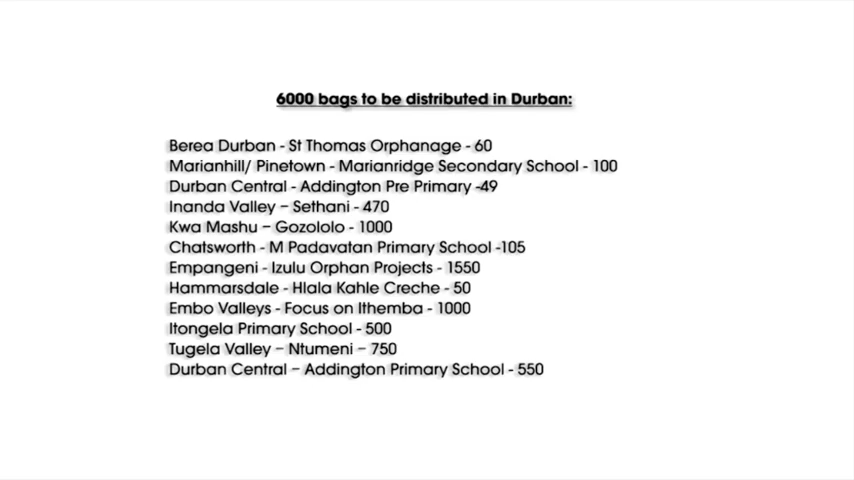 6000 bags to be distributed in Durban:
Berea Durban - St Thomas Orphanage - 60
Marianhill/ Pinetown - Marianridge Secondary School - 100
Durban Central - Addington Pre Primary -49
Inanda Valley – Sethani - 470
Kwa Mashu – Gozololo - 1000
Chatsworth - M Padavatan Primary School -105
Empangeni - Izulu Orphan Projects - 1550
Hammarsdale - Hlala Kahle Creche - 50
Embo Valleys - Focus on Ithemba - 1000
Itongela Primary School - 500
Tugela Valley – Ntumeni – 750
Durban Central – Addington Primary School - 550